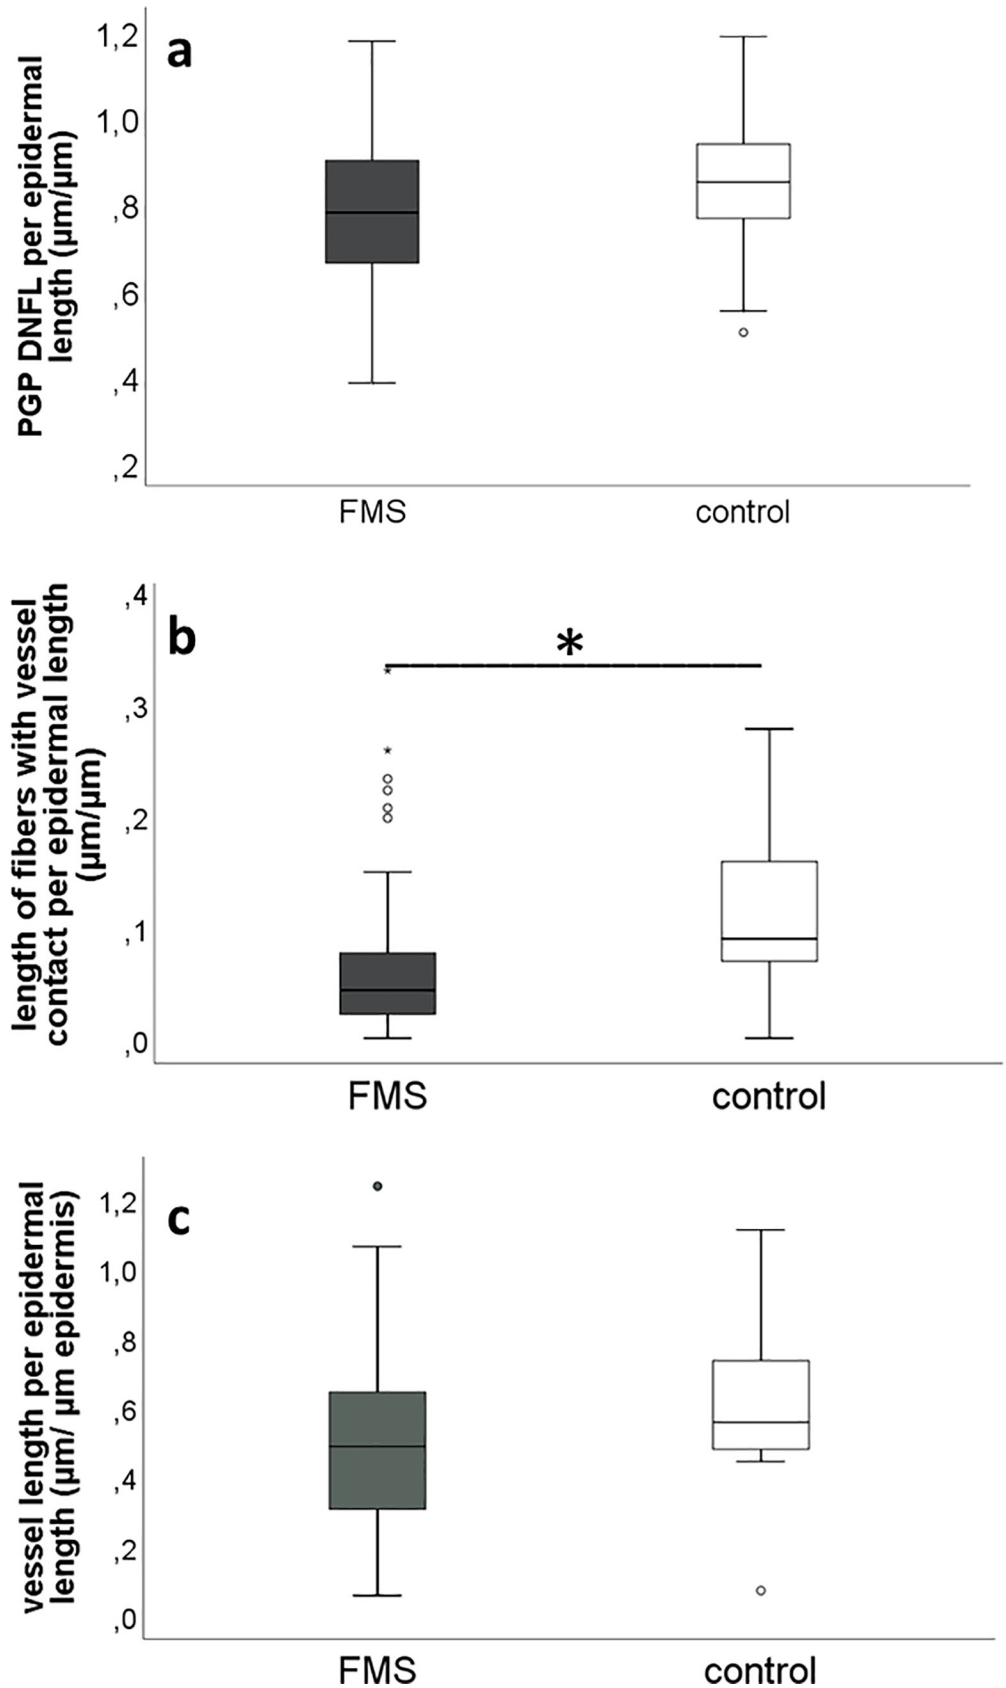 PGP DNFL per epidermal
length (µm/µm)
a
1,2
1,0
,8
,6
,4
,2
FMS control
length of fibers with vessel
contact per epidermal length
(µm/µm)
b
*
,4
,3
,2
,1
,0
FMS control
vessel length per epidermal
length (µm/ µm epidermis)
c
1,2
1,0
,8
,6
,4
,2
,0
FMS control